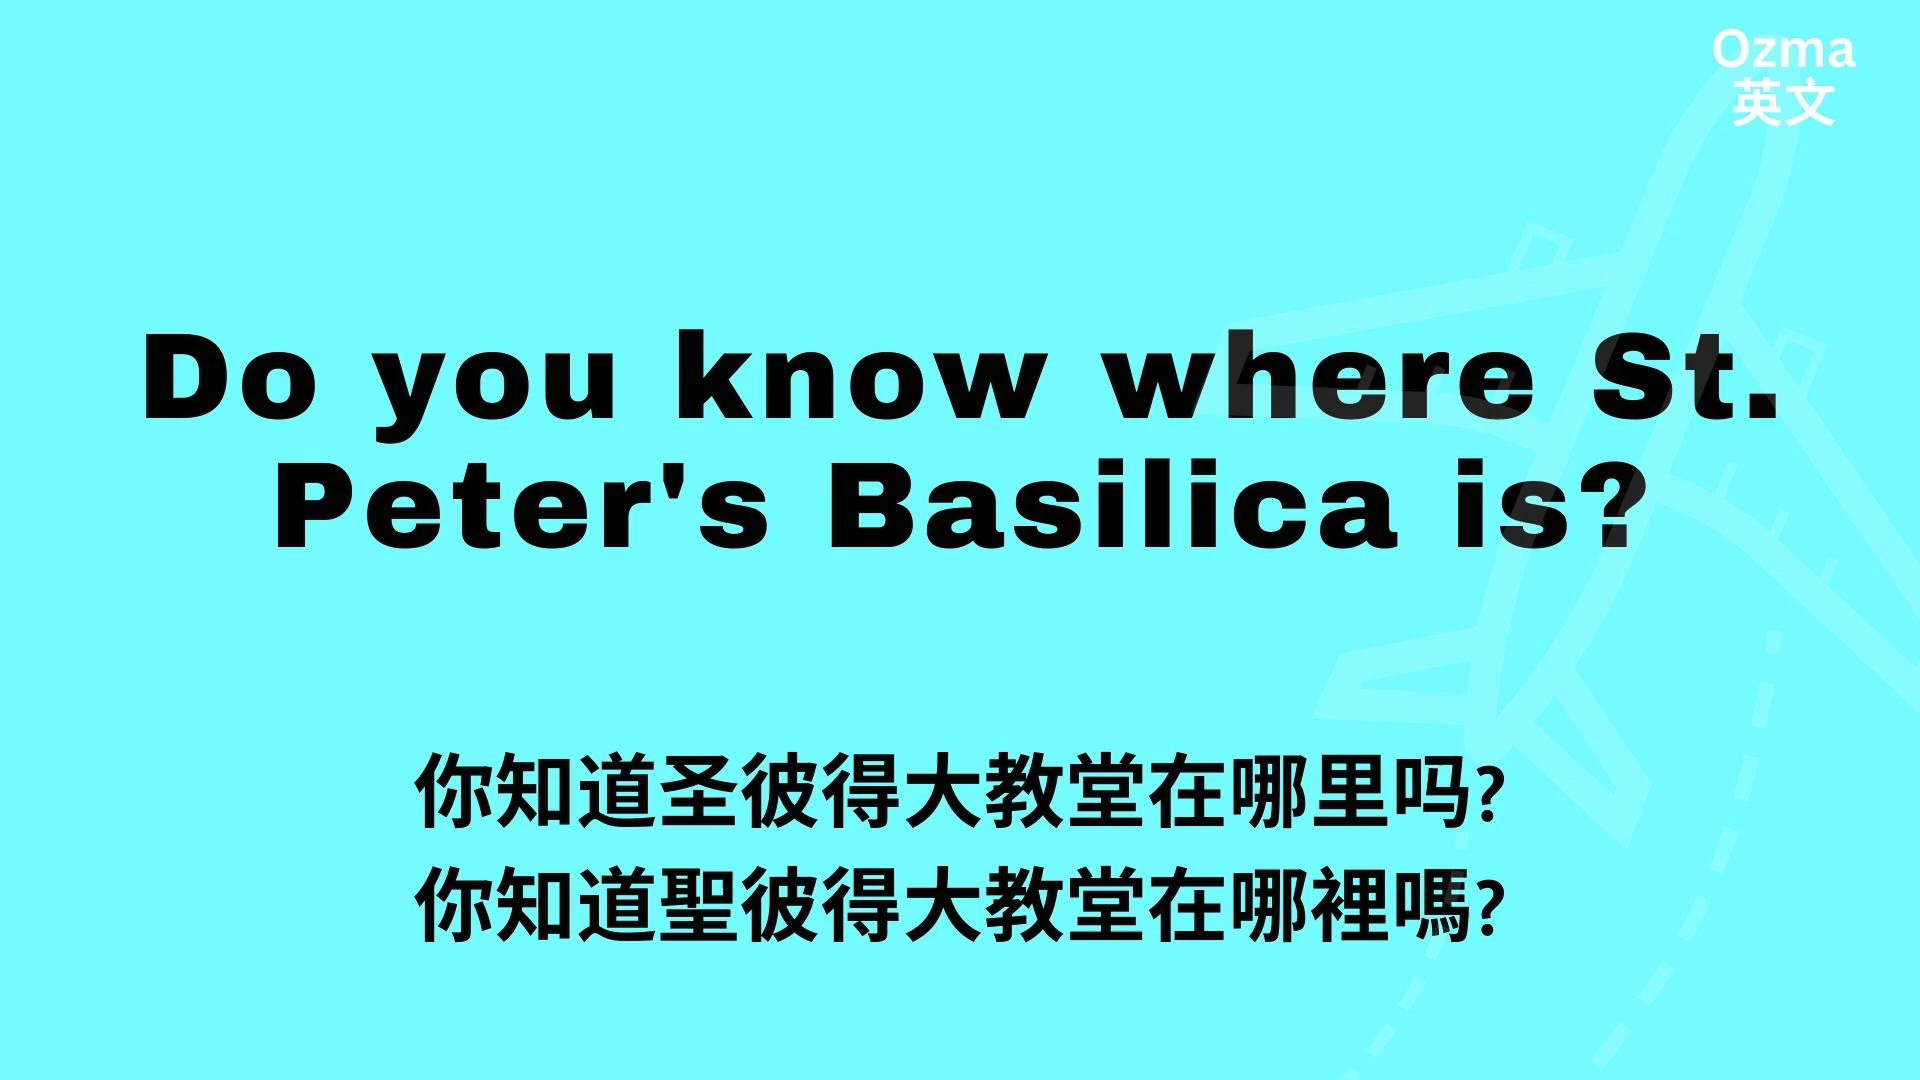 Ozma
英文
Do you know where St.
Peter's Basilica is?
你知道圣彼得大教堂在哪里吗?
你知道聖彼得大教堂在哪裡嗎?